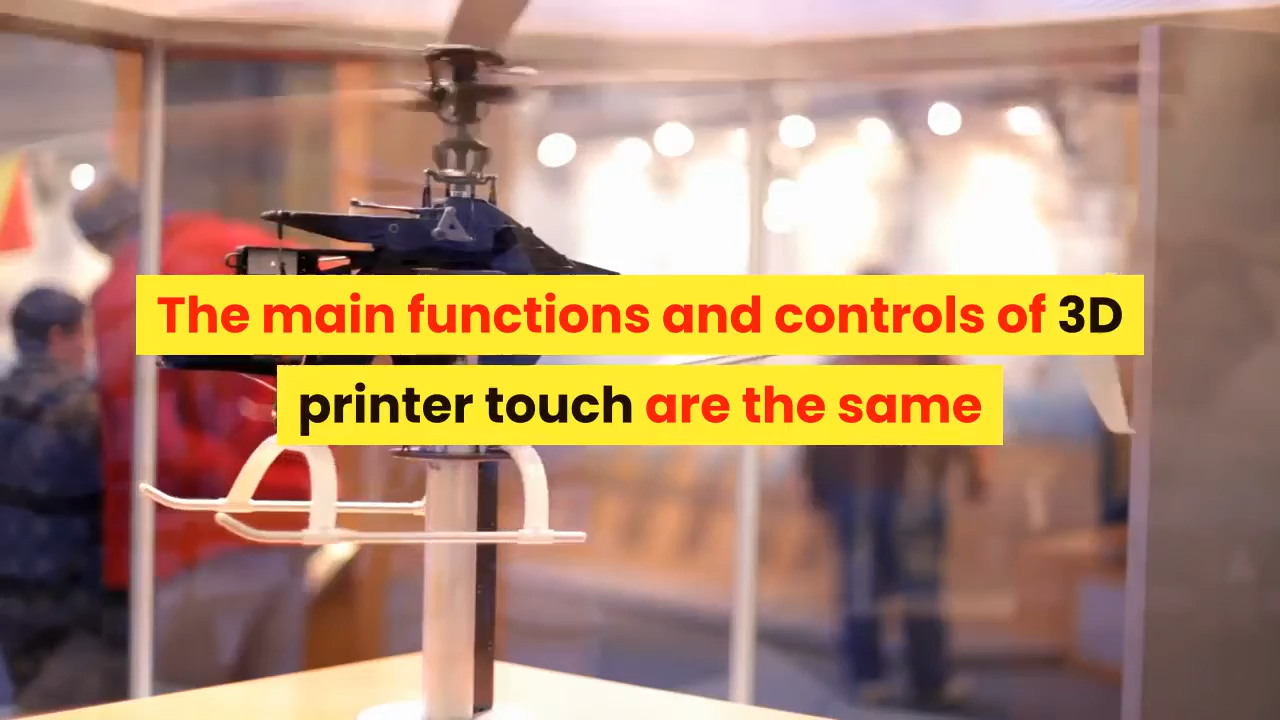 The main functions and controls of 3D
printer touch are the same